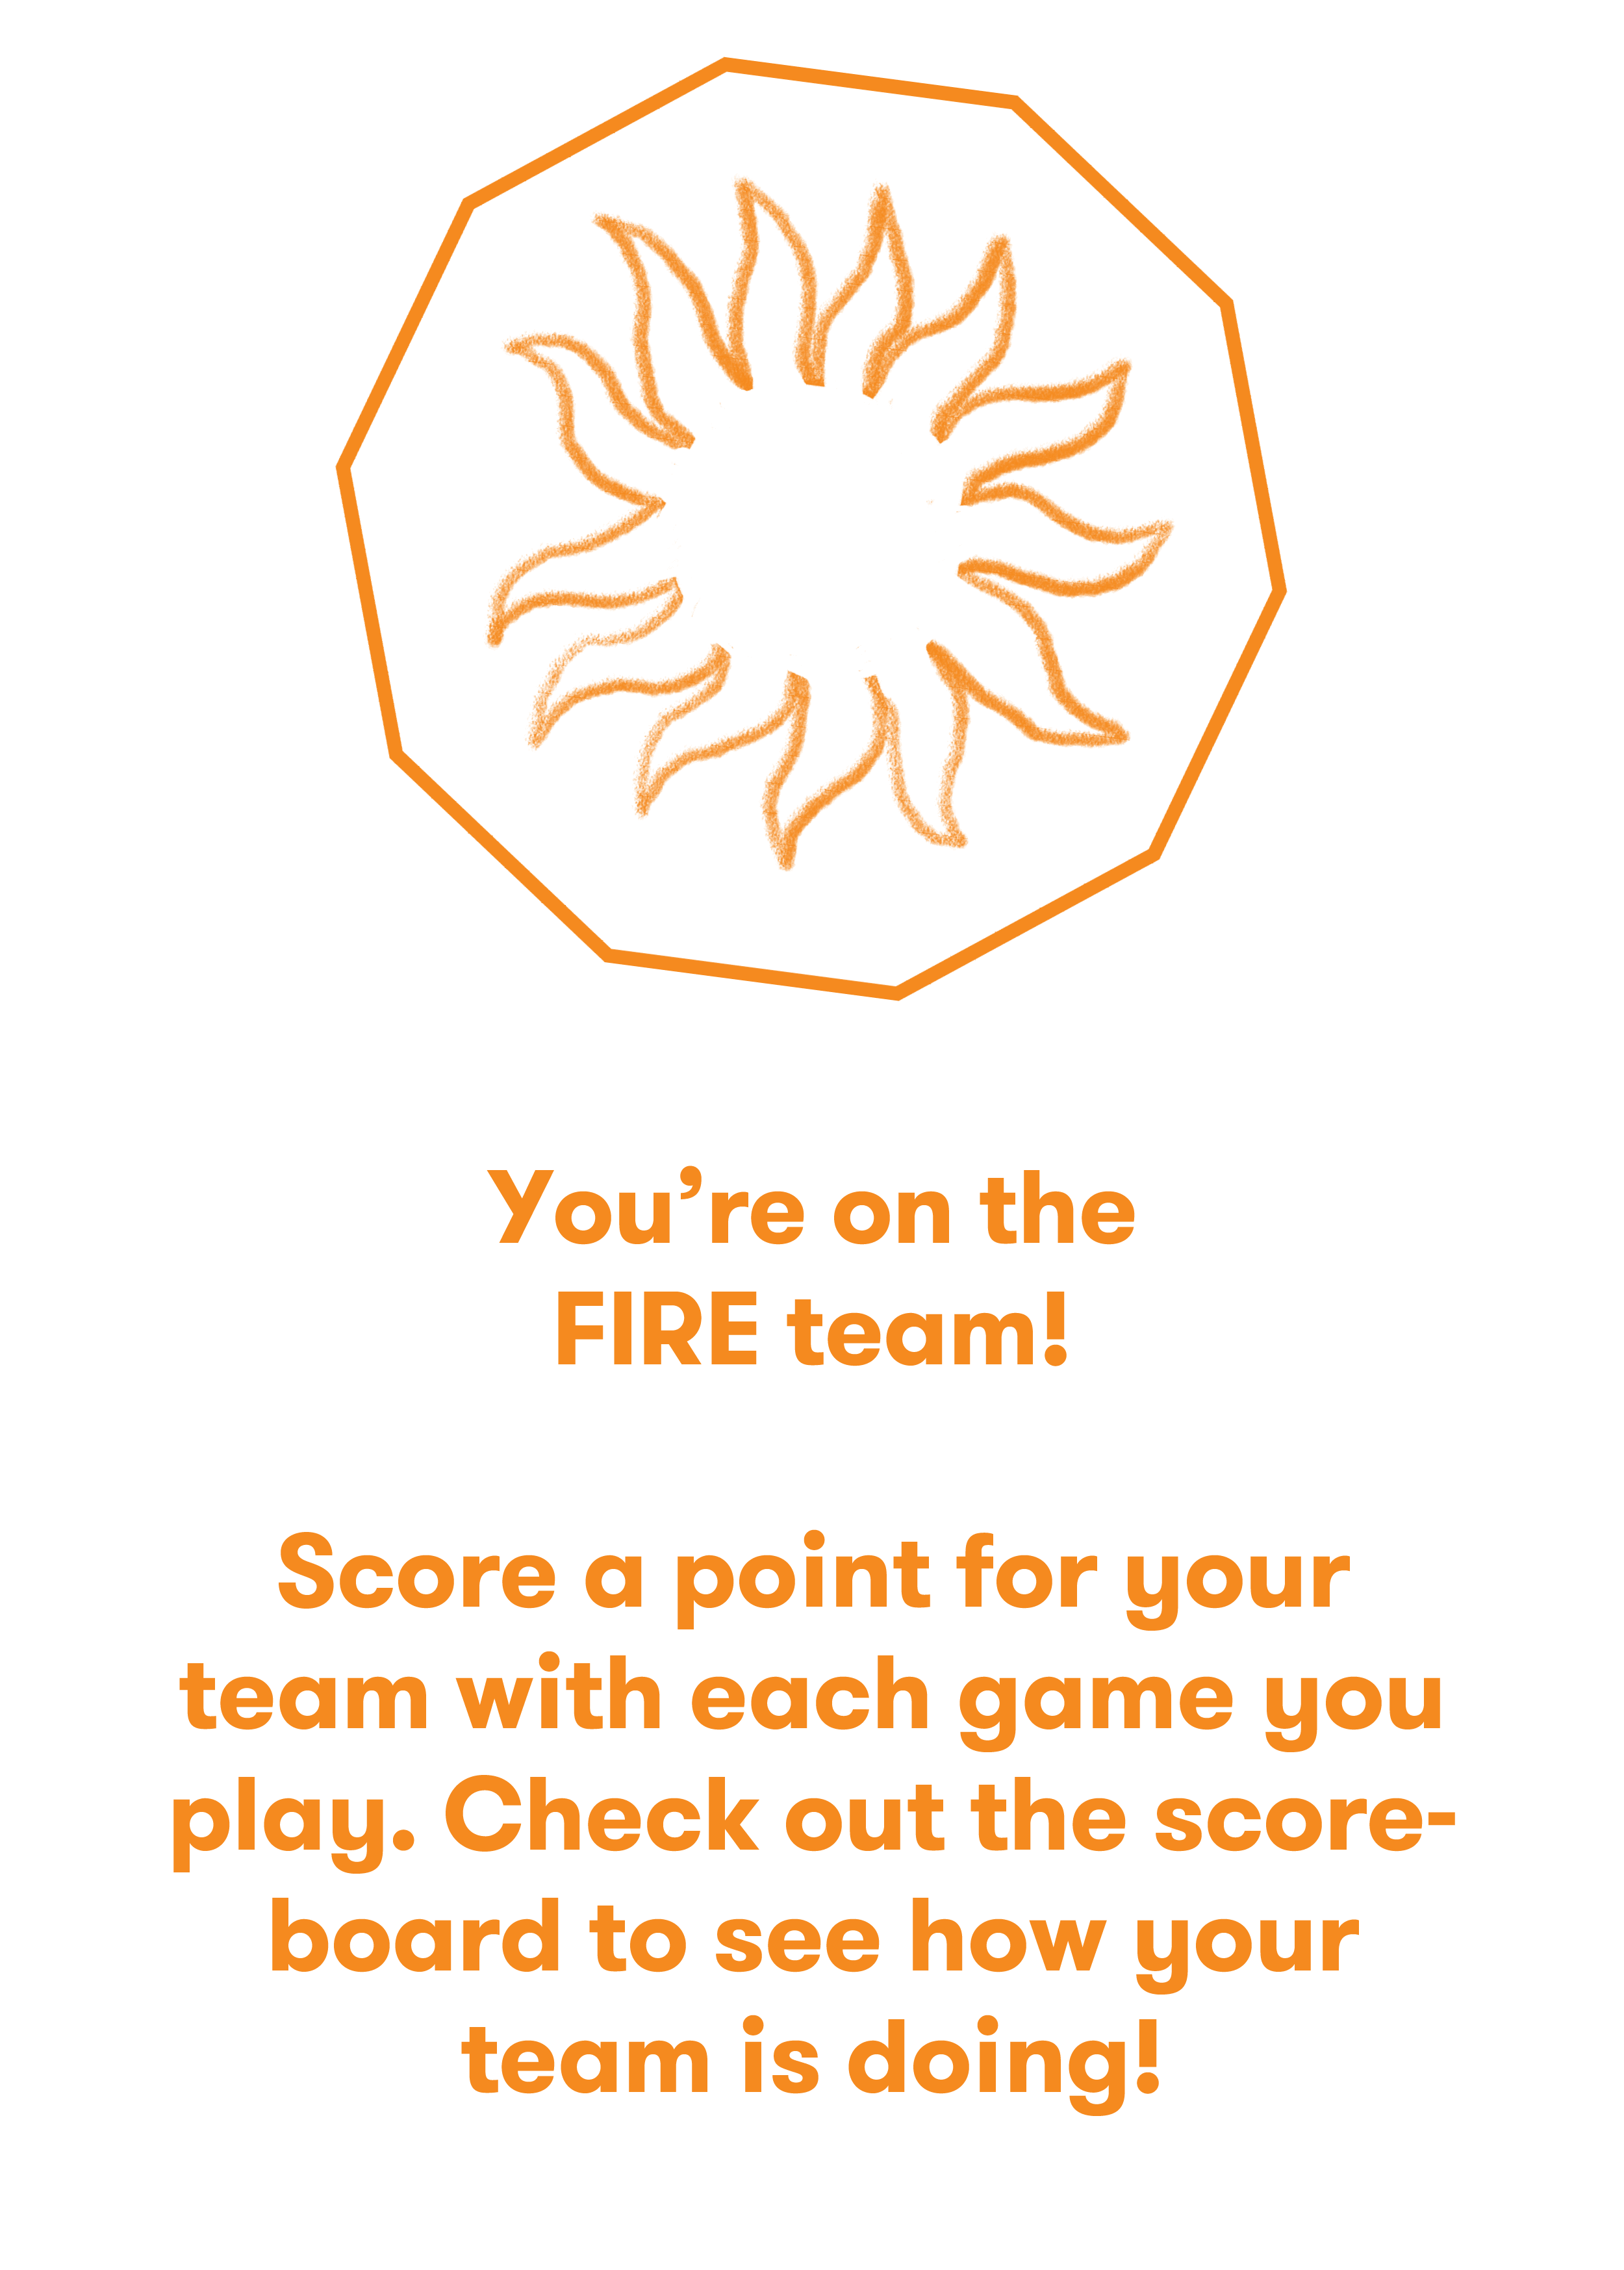 You’re on the
FIRE team!
Score a point for your
team with each game you
play. Check out the score-
board to see how your
team is doing!